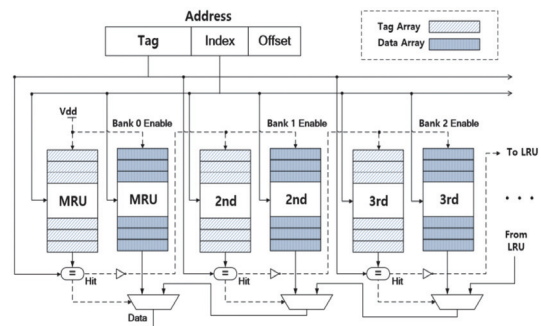 Address
Tag Index Offset
Tag Array
Data Array
Vdd
Bank 0 Enable
Bank 1 Enable
Bank 2 Enable
To LRU
MRU
MRU
2nd
2nd
3rd
3rd
. . .
From
LRU
=
Hit
=
Hit
=
Hit
Data